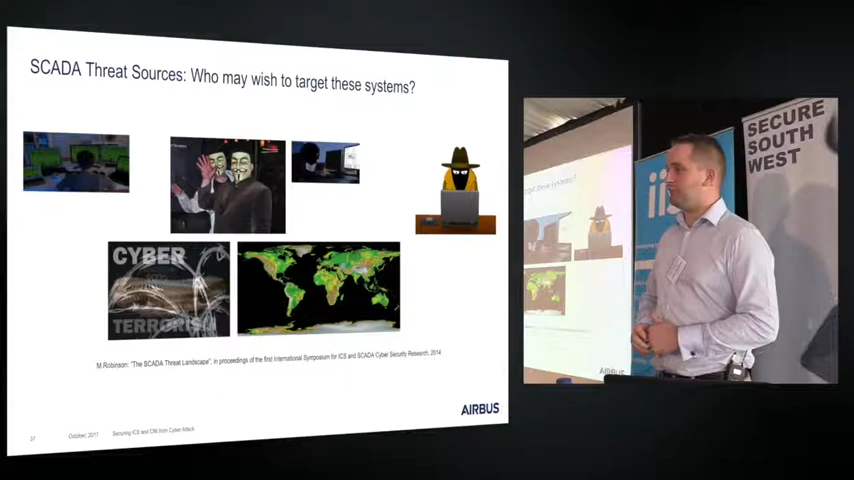 SCADA Threat Sources: Who may wish to target these systems?
CYBER
TERRORISM
M.Robinson: "The SCADA Threat Landscape", in proceedings of the first International Symposium for ICS and SCADA Cyber Security Research, 2014
AIRBUS
37
October, 2017
Securing ICS and CNI from Cyber Attack
SECURE
SOUTH
WEST
AIRBUS